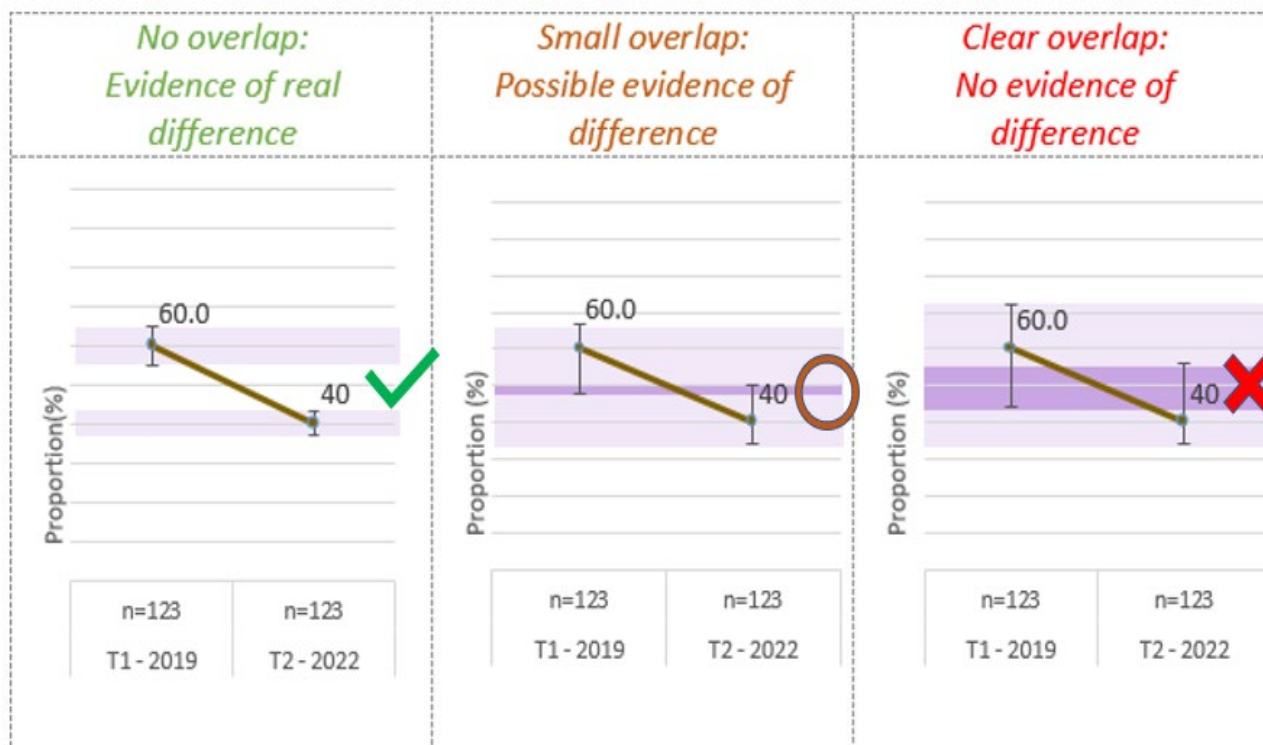 No overlap:
Evidence of real
difference
Small overlap:
Possible evidence of
difference
Clear overlap:
No evidence of
difference
Proportion(%)
60.0
40
n=123
n=123
T1 - 2019
T2 - 2022
Proportion (%)
60.0
40
n=123
n=123
T1 - 2019
T2 - 2022
Proportion (%)
60.0
40
n=123
n=123
T1 - 2019
T2 - 2022